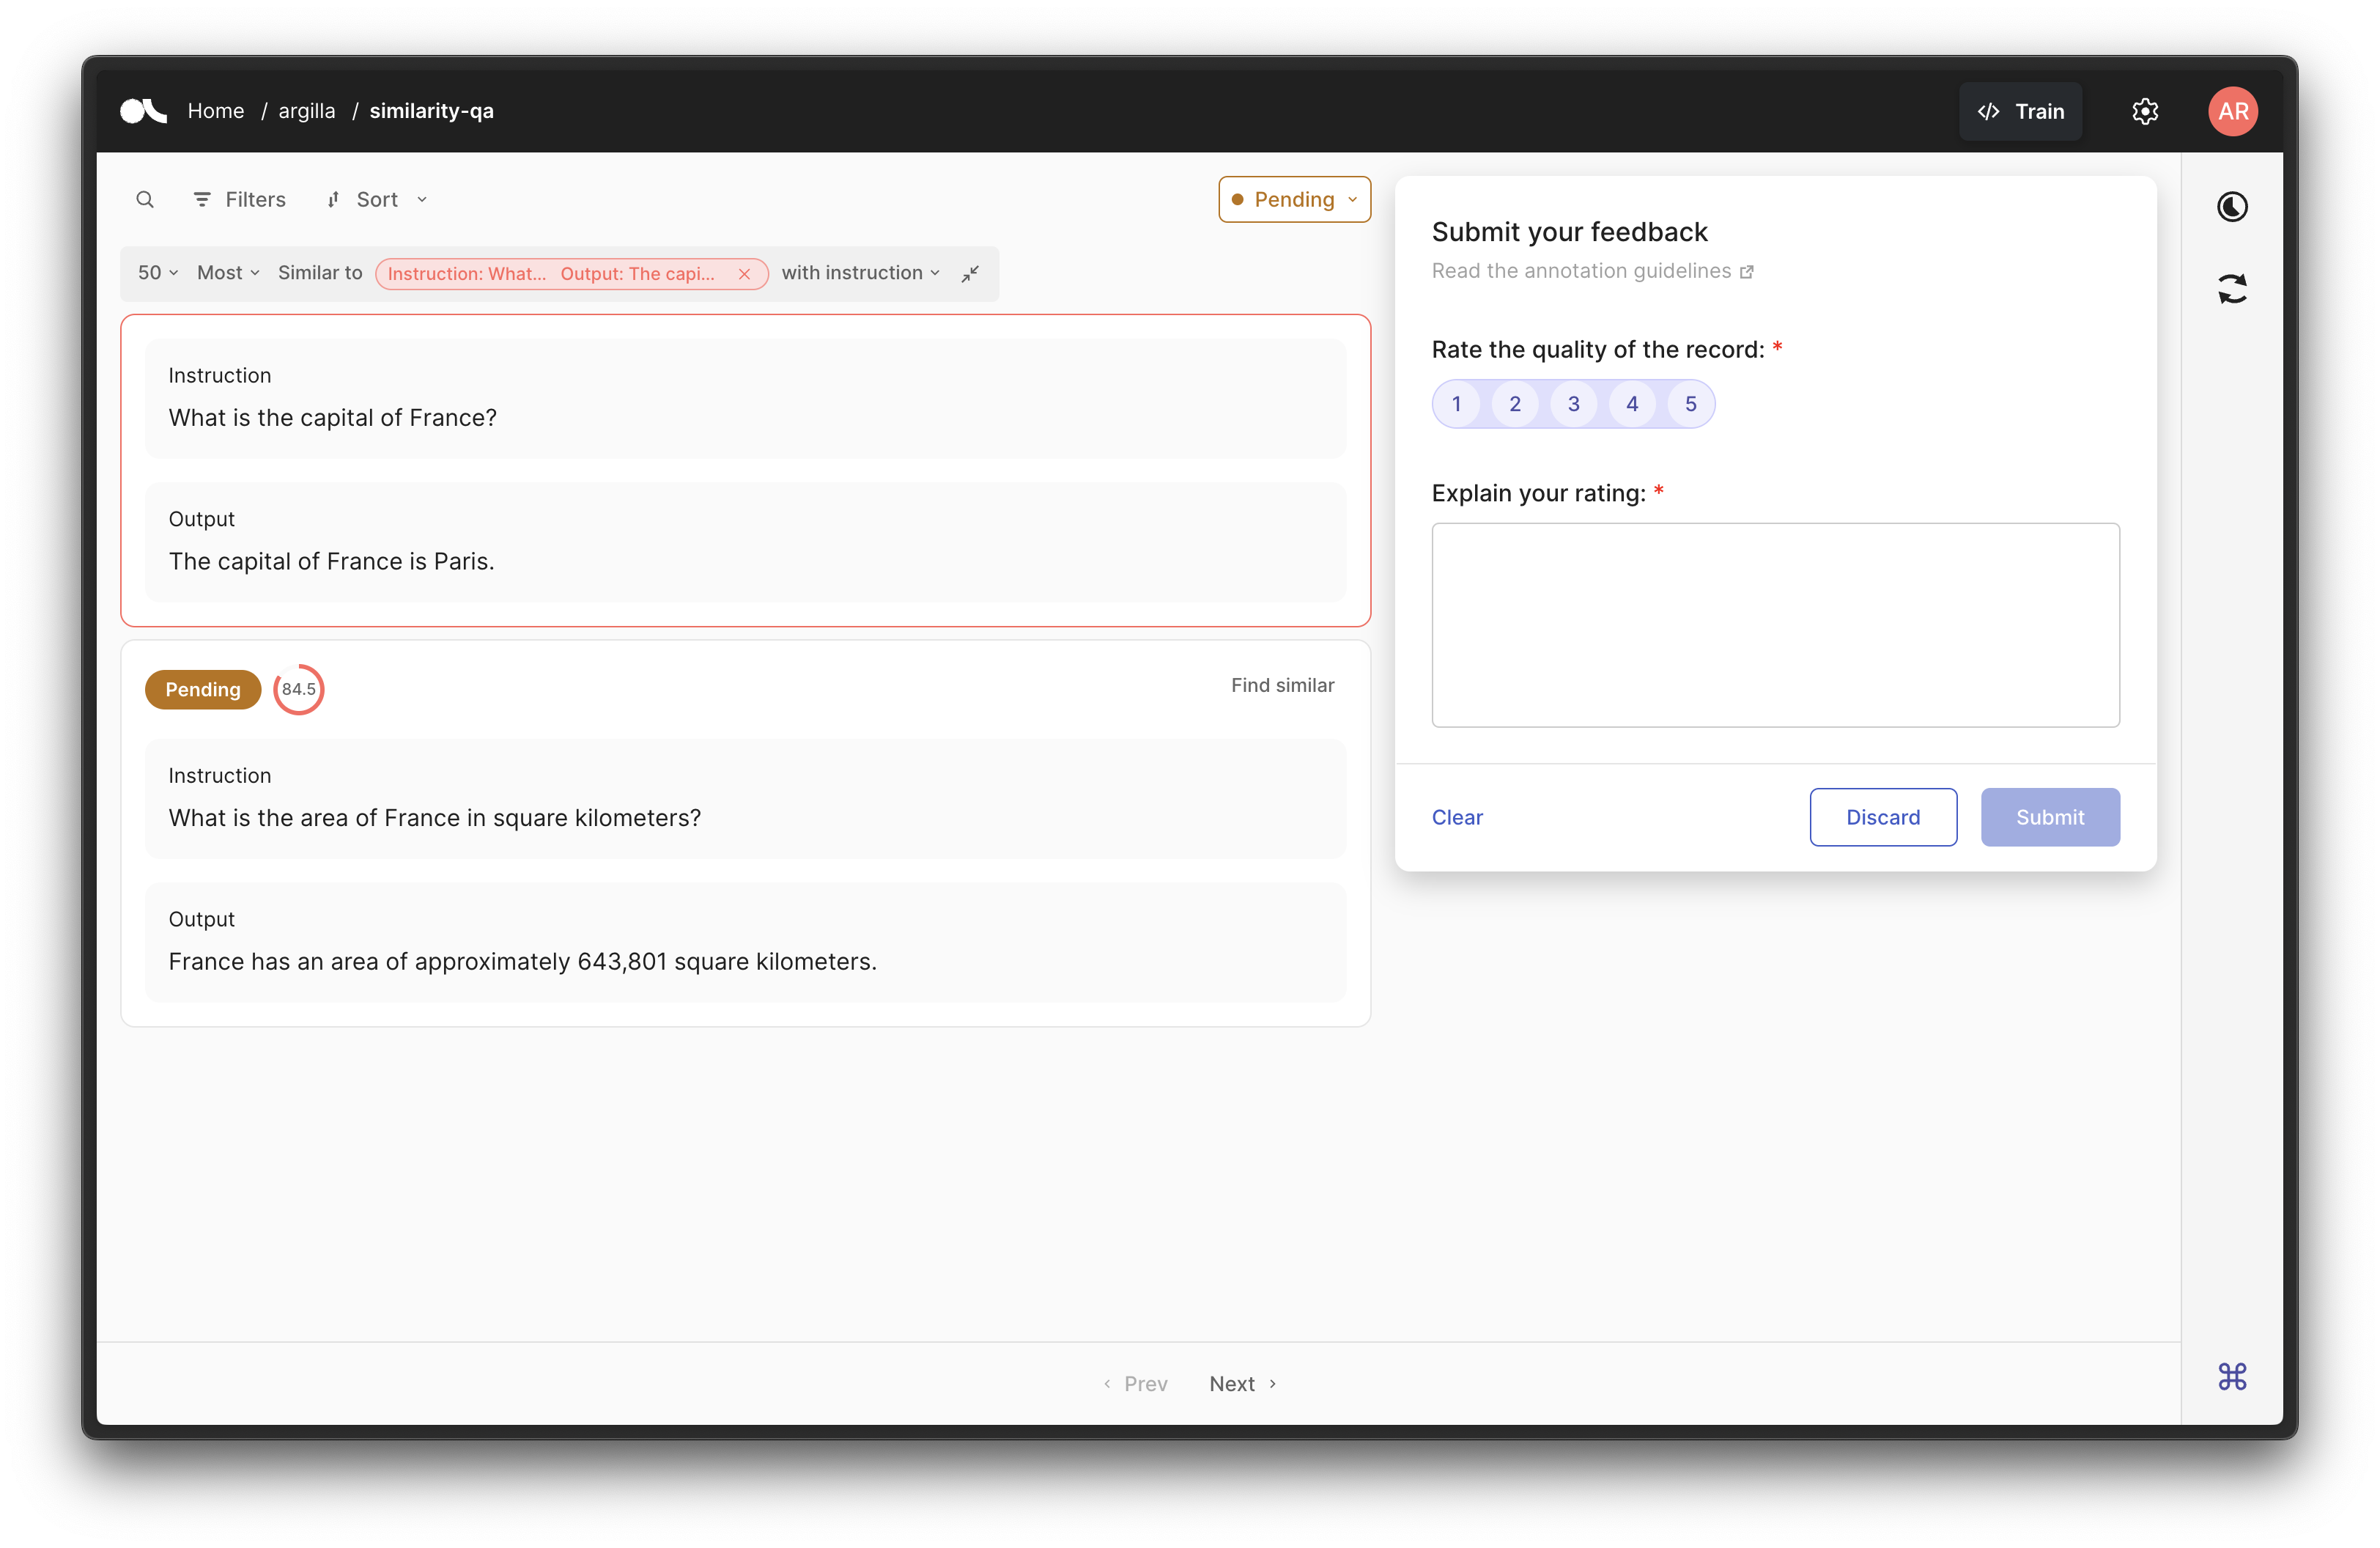 Home / argilla / similarity-qa
</> Train
AR
Filters Sort
Pending
50 Most Similar to Instruction: What... Output: The capi... with instruction
Instruction
What is the capital of France?
Output
The capital of France is Paris.
Pending 84.5 Find similar
Instruction
What is the area of France in square kilometers?
Output
France has an area of approximately 643,801 square kilometers.
Submit your feedback
Read the annotation guidelines
Rate the quality of the record: *
1 2 3 4 5
Explain your rating: *
Clear Discard Submit
Prev Next